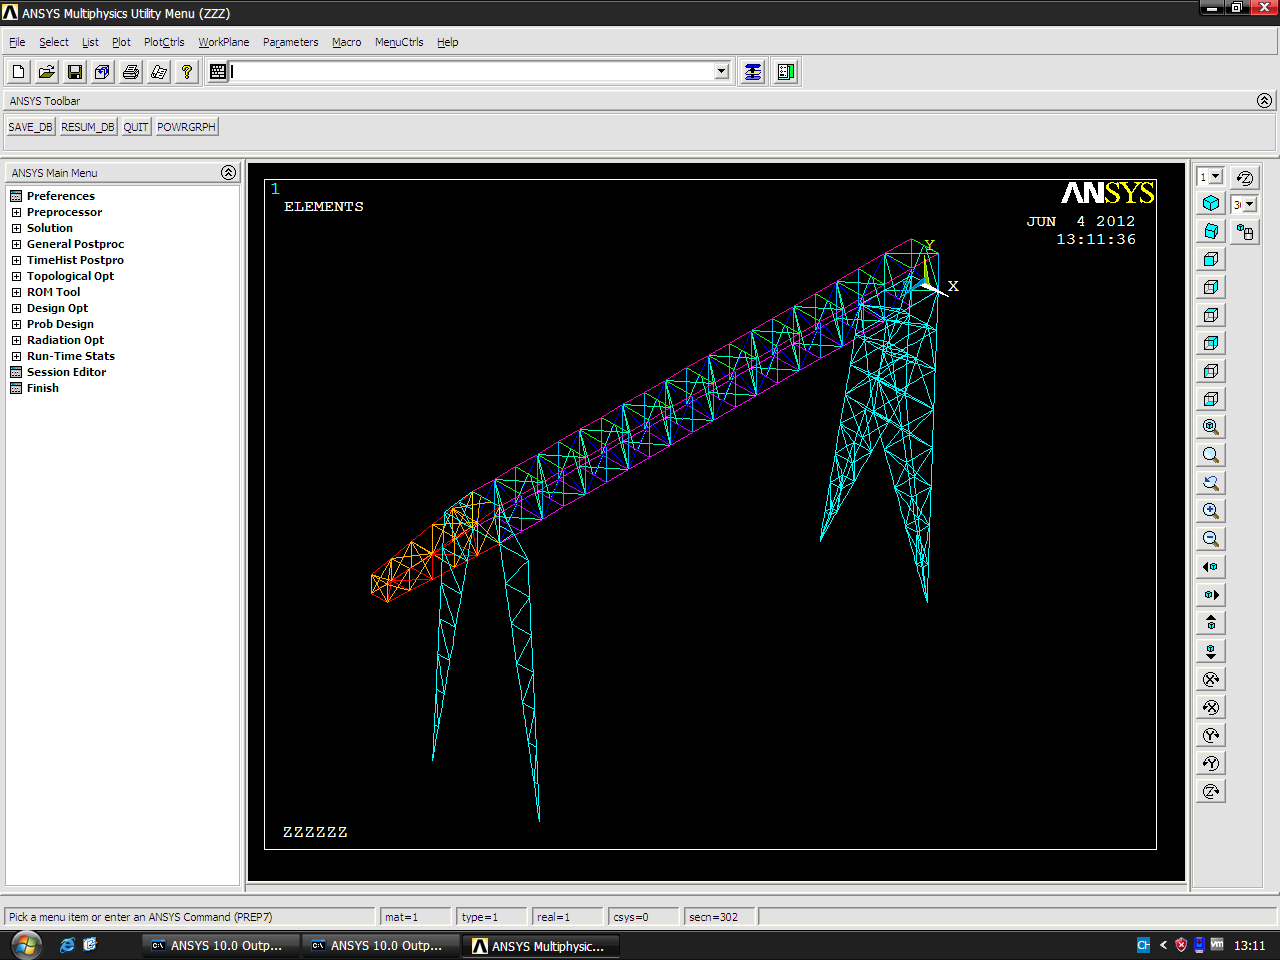 ANSYS Multiphysics Utility Menu (ZZZ)
File Select List Plot PlotCtrls WorkPlane Parameters Macro MenuCtrls Help
ANSYS Toolbar
SAVE_DB RESUM_DB QUIT POWRGRPH
ANSYS Main Menu
Preferences
Preprocessor
Solution
General Postproc
TimeHist Postpro
Topological Opt
ROM Tool
Design Opt
Prob Design
Radiation Opt
Run-Time Stats
Session Editor
Finish
1
ELEMENTS
ANSYS
JUN 4 2012
13:11:36
Y
X
ZZZZZZ
1
Pick a menu item or enter an ANSYS Command (PREP7)
mat=1 type=1 real=1 csys=0 secn=302
ANSYS 10.0 Outp... ANSYS 10.0 Outp... ANSYS Multiphysic... CH 13:11